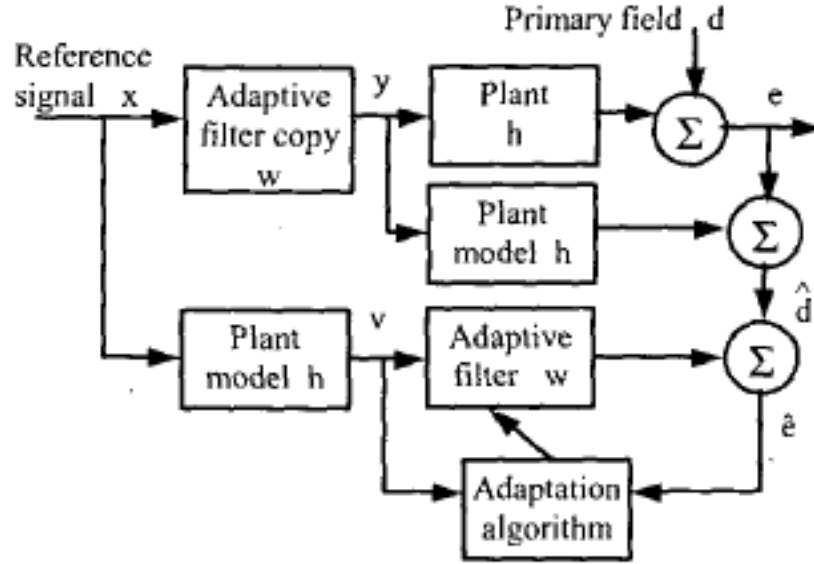 Primary field d
Reference
signal x
Adaptive
filter copy
w
y
Plant
h
Σ
e
Plant
model h
Σ
d̂
Plant
model h
v
Adaptive
filter w
Σ
ê
Adaptation
algorithm